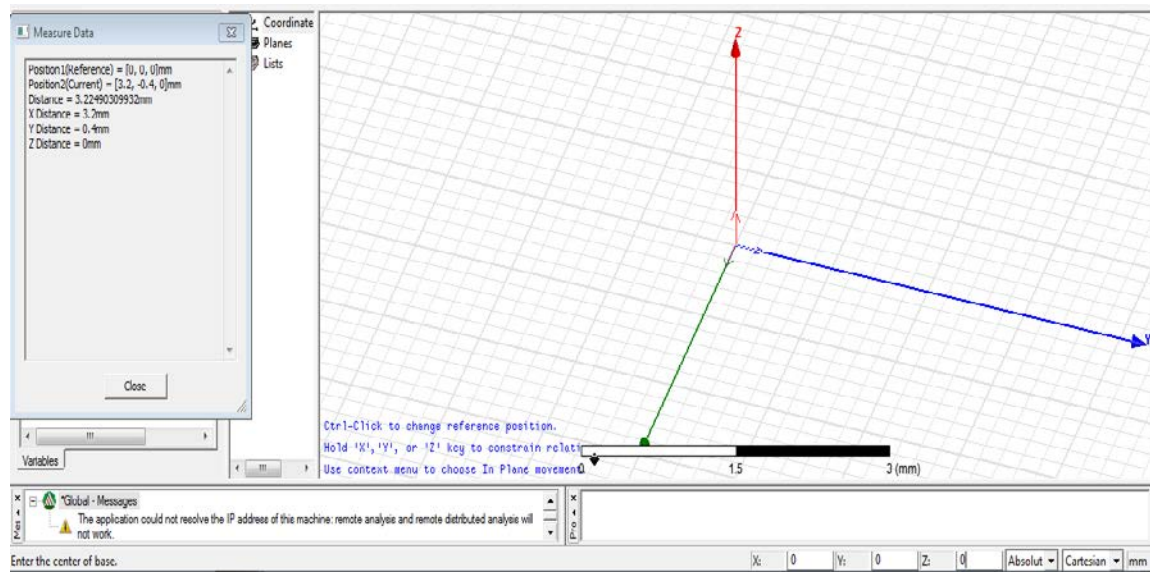 Measure Data
Position1(Reference) = [0, 0, 0]mm
Position2(Current) = [3.2, -0.4, 0]mm
Distance = 3.22490309932mm
X Distance = 3.2mm
Y Distance = 0.4mm
Z Distance = 0mm
Close
Variables
Coordinate
Planes
Lists
Z
Y
Ctrl-Click to change reference position.
Hold 'X','Y', or 'Z' key to constrain relati
Use context menu to choose In Plane movement
0 1.5 3 (mm)
Mes
*Global - Messages
The application could not resolve the IP address of this machine: remote analysis and remote distributed analysis will
not work.
Pro
Enter the center of base.
X: 0 Y: 0 Z: 0 Absolut Cartesian mm